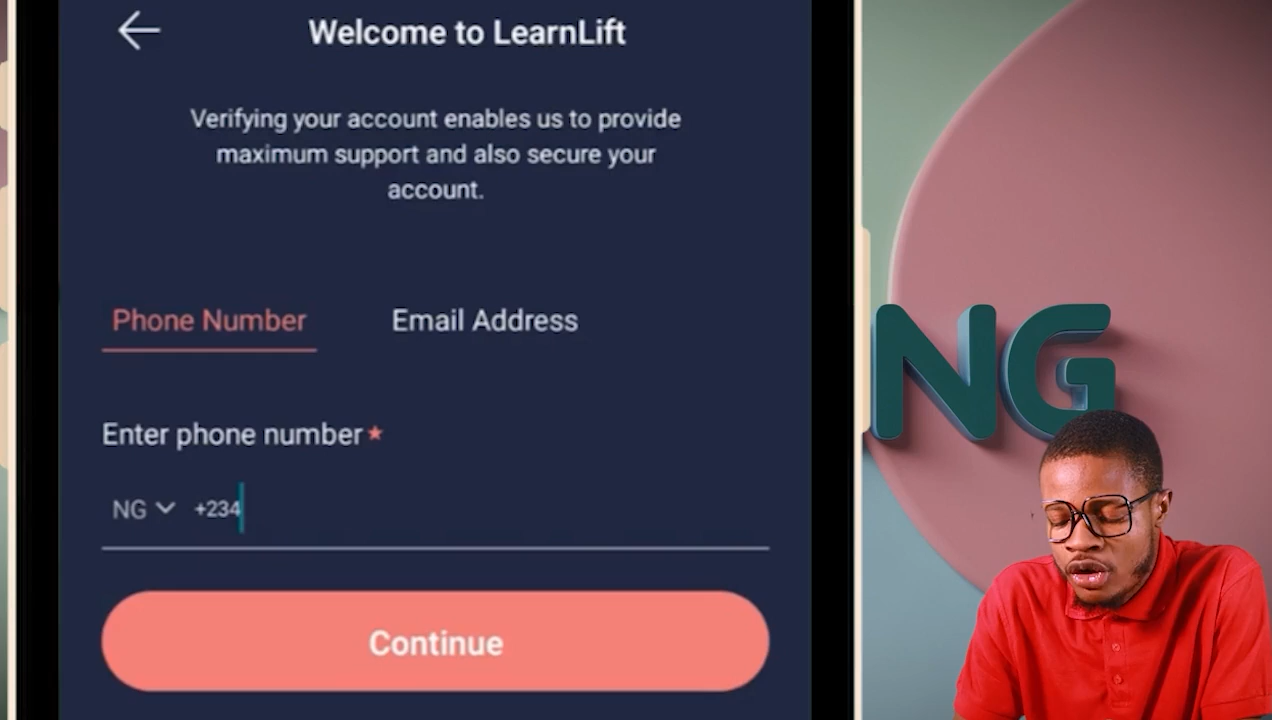 Welcome to LearnLift
Verifying your account enables us to provide
maximum support and also secure your
account.
Phone Number
Email Address
Enter phone number *
NG +234
Continue
NG